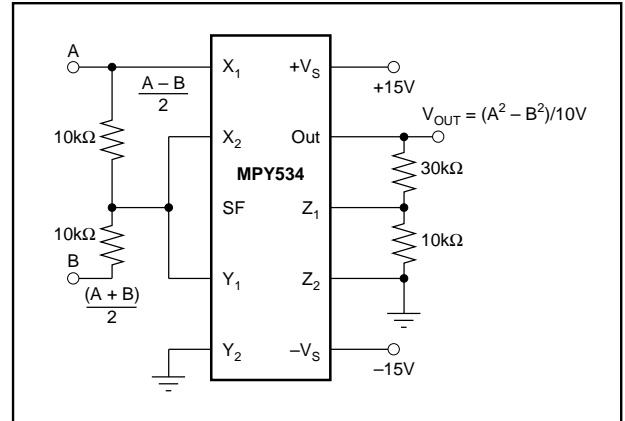 A
A – B
2
10kΩ
10kΩ
B
(A + B)
2
X1
X2
SF
Y1
Y2
MPY534
+VS
Out
Z1
Z2
–VS
+15V
VOUT = (A² – B²)/10V
30kΩ
10kΩ
–15V